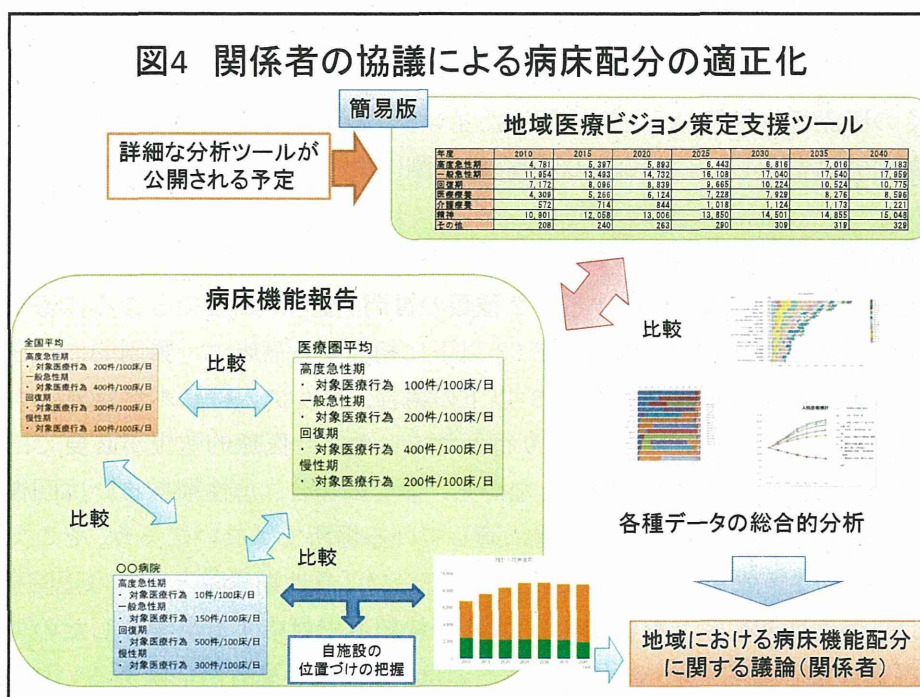 図4 関係者の協議による病床配分の適正化
簡易版
地域医療ビジョン策定支援ツール
詳細な分析ツールが
公開される予定
年度 2010 2015 2020 2025 2030 2035 2040
高度急性期 4,781 5,397 5,893 6,443 6,816 7,016 7,183
一般急性期 11,954 13,493 14,732 16,108 17,040 17,540 17,959
回復期 7,172 8,096 8,839 9,665 10,224 10,524 10,775
医療療養 4,309 5,266 6,124 7,228 7,929 8,276 8,596
介護療養 572 714 844 1,018 1,124 1,173 1,221
精神 10,901 12,058 13,006 13,850 14,501 14,855 15,048
その他 208 240 263 290 309 319 329
病床機能報告
全国平均
高度急性期
・ 対象医療行為 200件/100床/日
一般急性期
・ 対象医療行為 400件/100床/日
回復期
・ 対象医療行為 300件/100床/日
慢性期
・ 対象医療行為 100件/100床/日
比較
医療圏平均
高度急性期
・ 対象医療行為 100件/100床/日
一般急性期
・ 対象医療行為 200件/100床/日
回復期
・ 対象医療行為 400件/100床/日
慢性期
・ 対象医療行為 200件/100床/日
比較
比較
比較
〇〇病院
高度急性期
・ 対象医療行為 10件/100床/日
一般急性期
・ 対象医療行為 150件/100床/日
回復期
・ 対象医療行為 500件/100床/日
慢性期
・ 対象医療行為 300件/100床/日
自施設の
位置づけの把握
各種データの総合的分析
地域における病床機能配分
に関する議論(関係者)